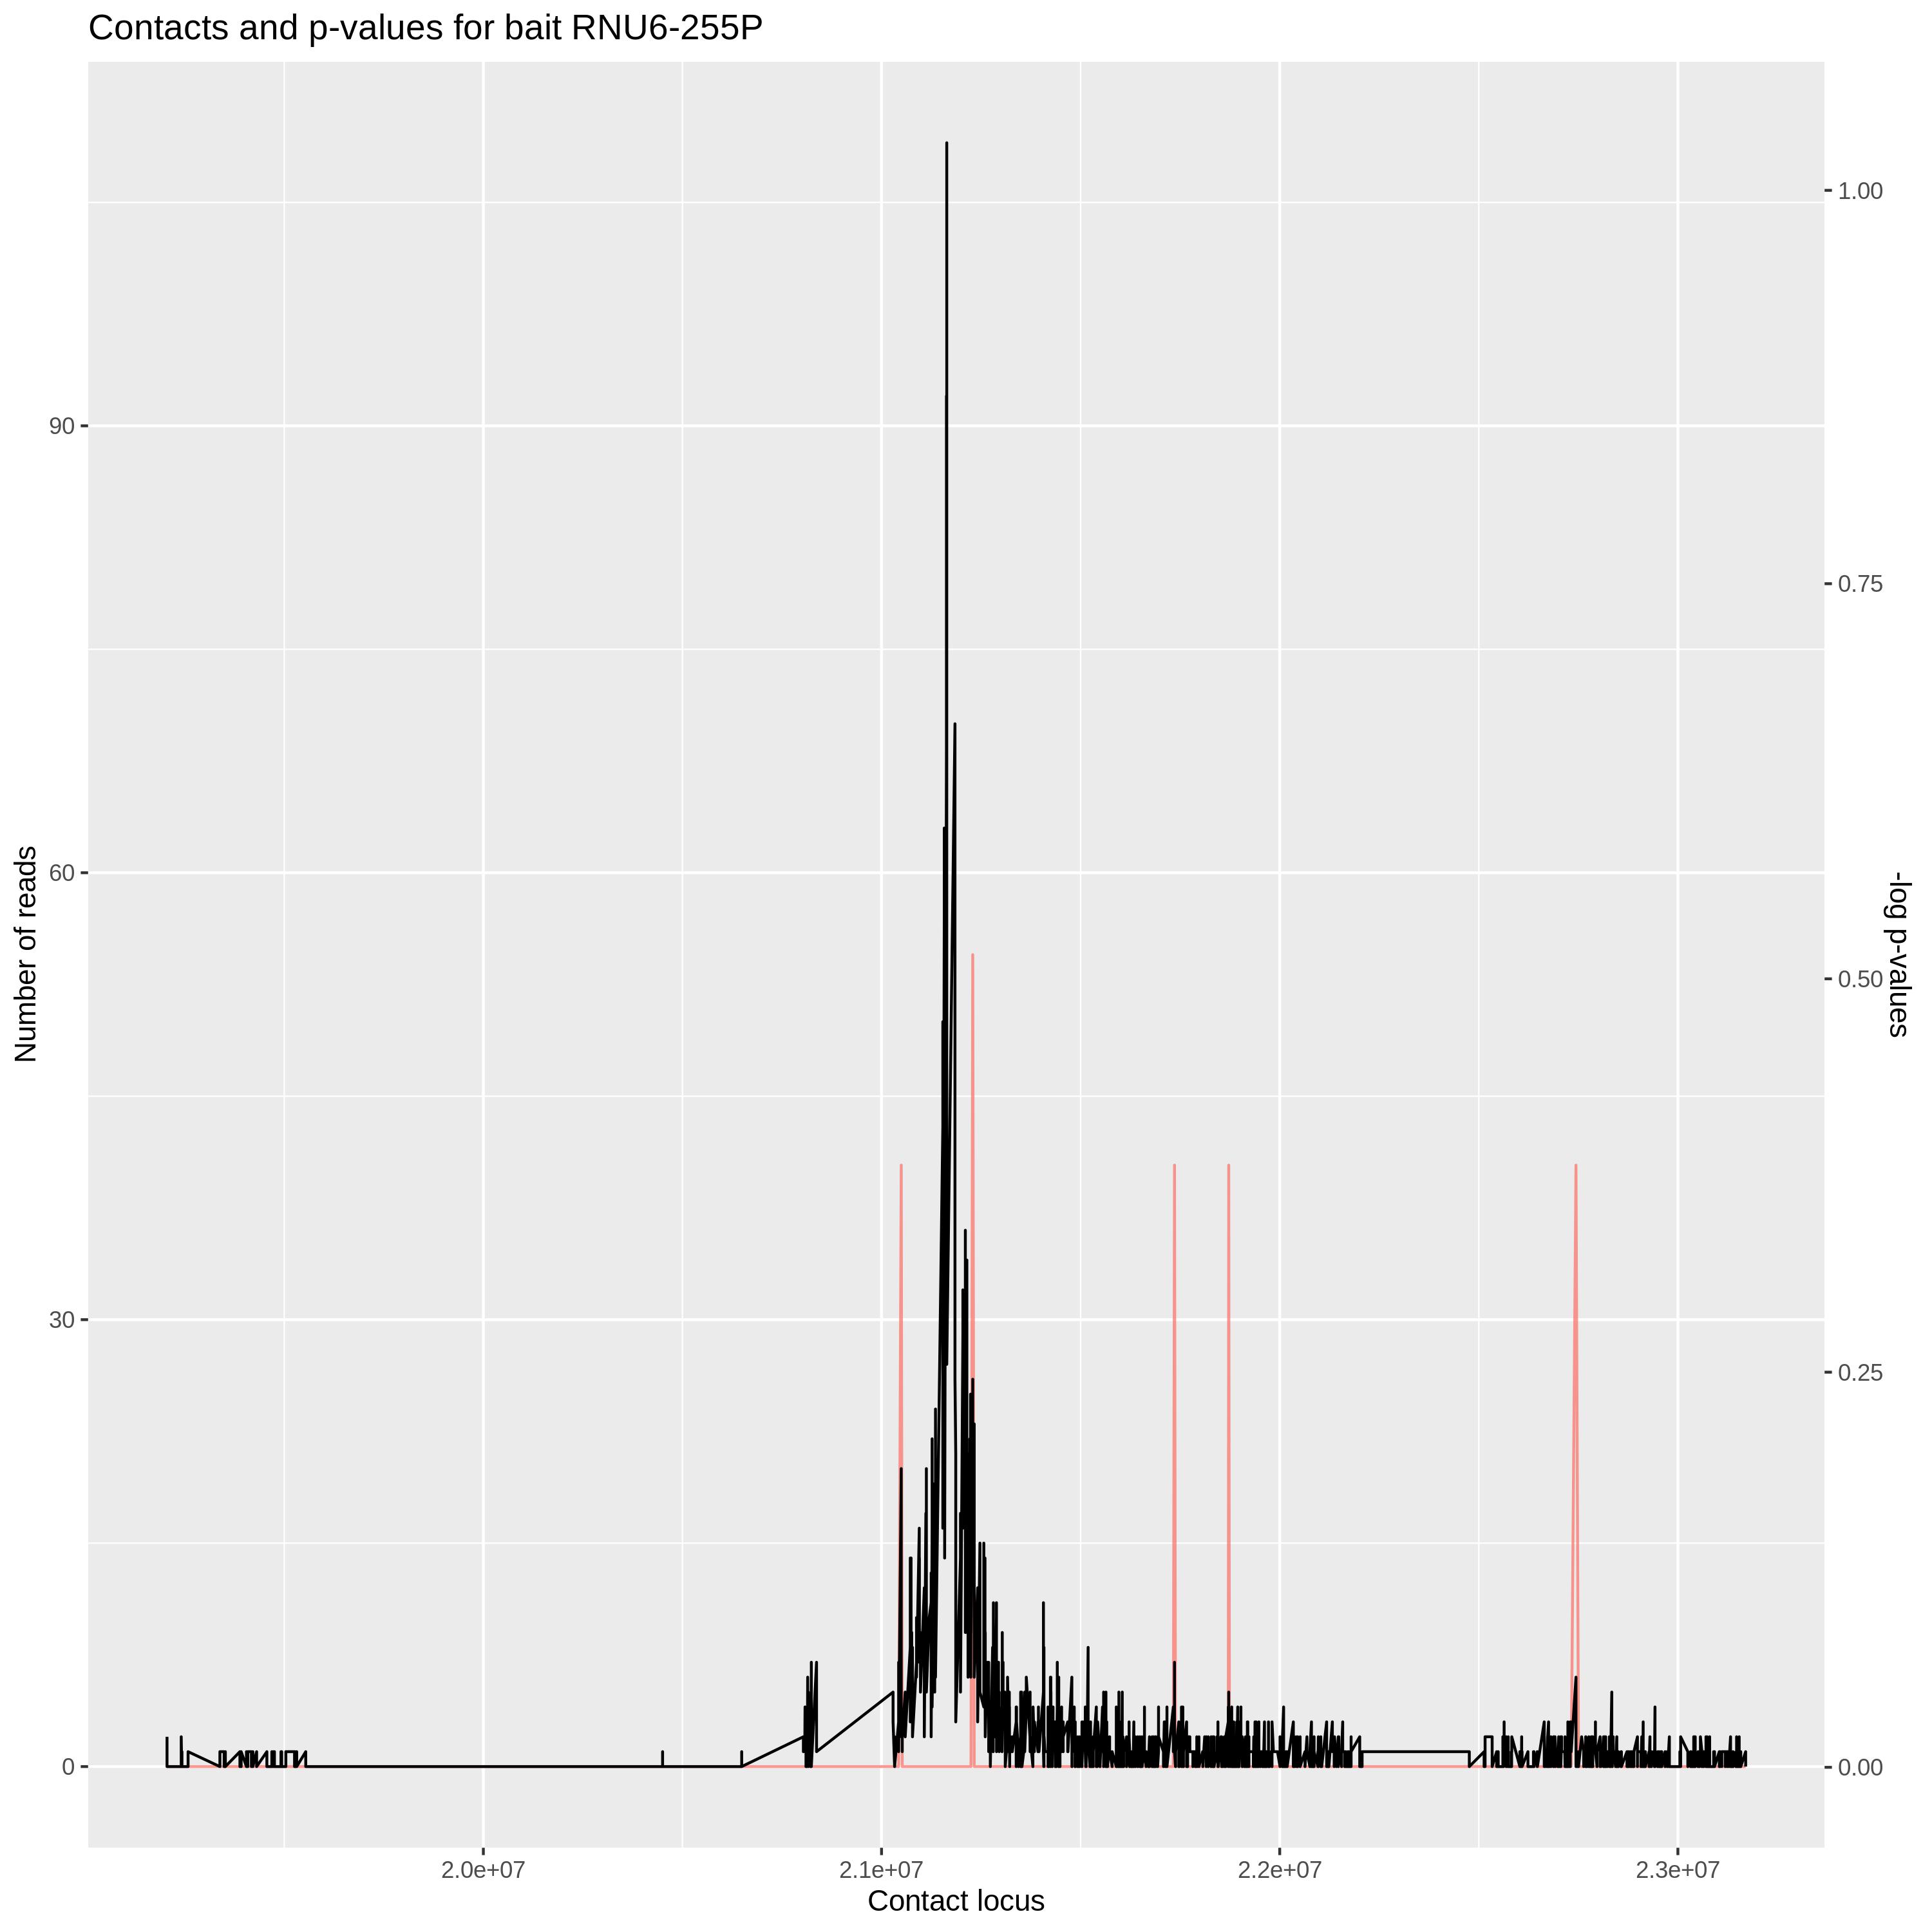 Contacts and p-values for bait RNU6-255P
1.00
90
0.75
60
0.50
30
0.25
0
0.00
Number of reads
-log p-values
2.0e+07
2.1e+07
2.2e+07
2.3e+07
Contact locus